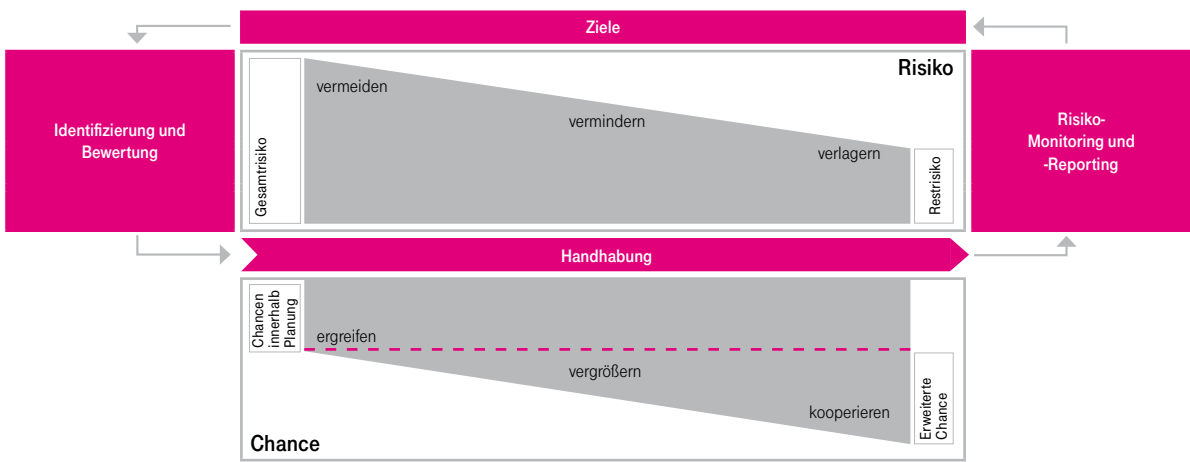 Ziele
Identifizierung und
Bewertung
Gesamtrisiko
vermeiden
vermindern
verlagern
Risiko
Restrisiko
Risiko-
Monitoring und
-Reporting
Handhabung
Chancen
innerhalb
Planung
ergreifen
vergrößern
kooperieren
Erweiterte
Chance
Chance